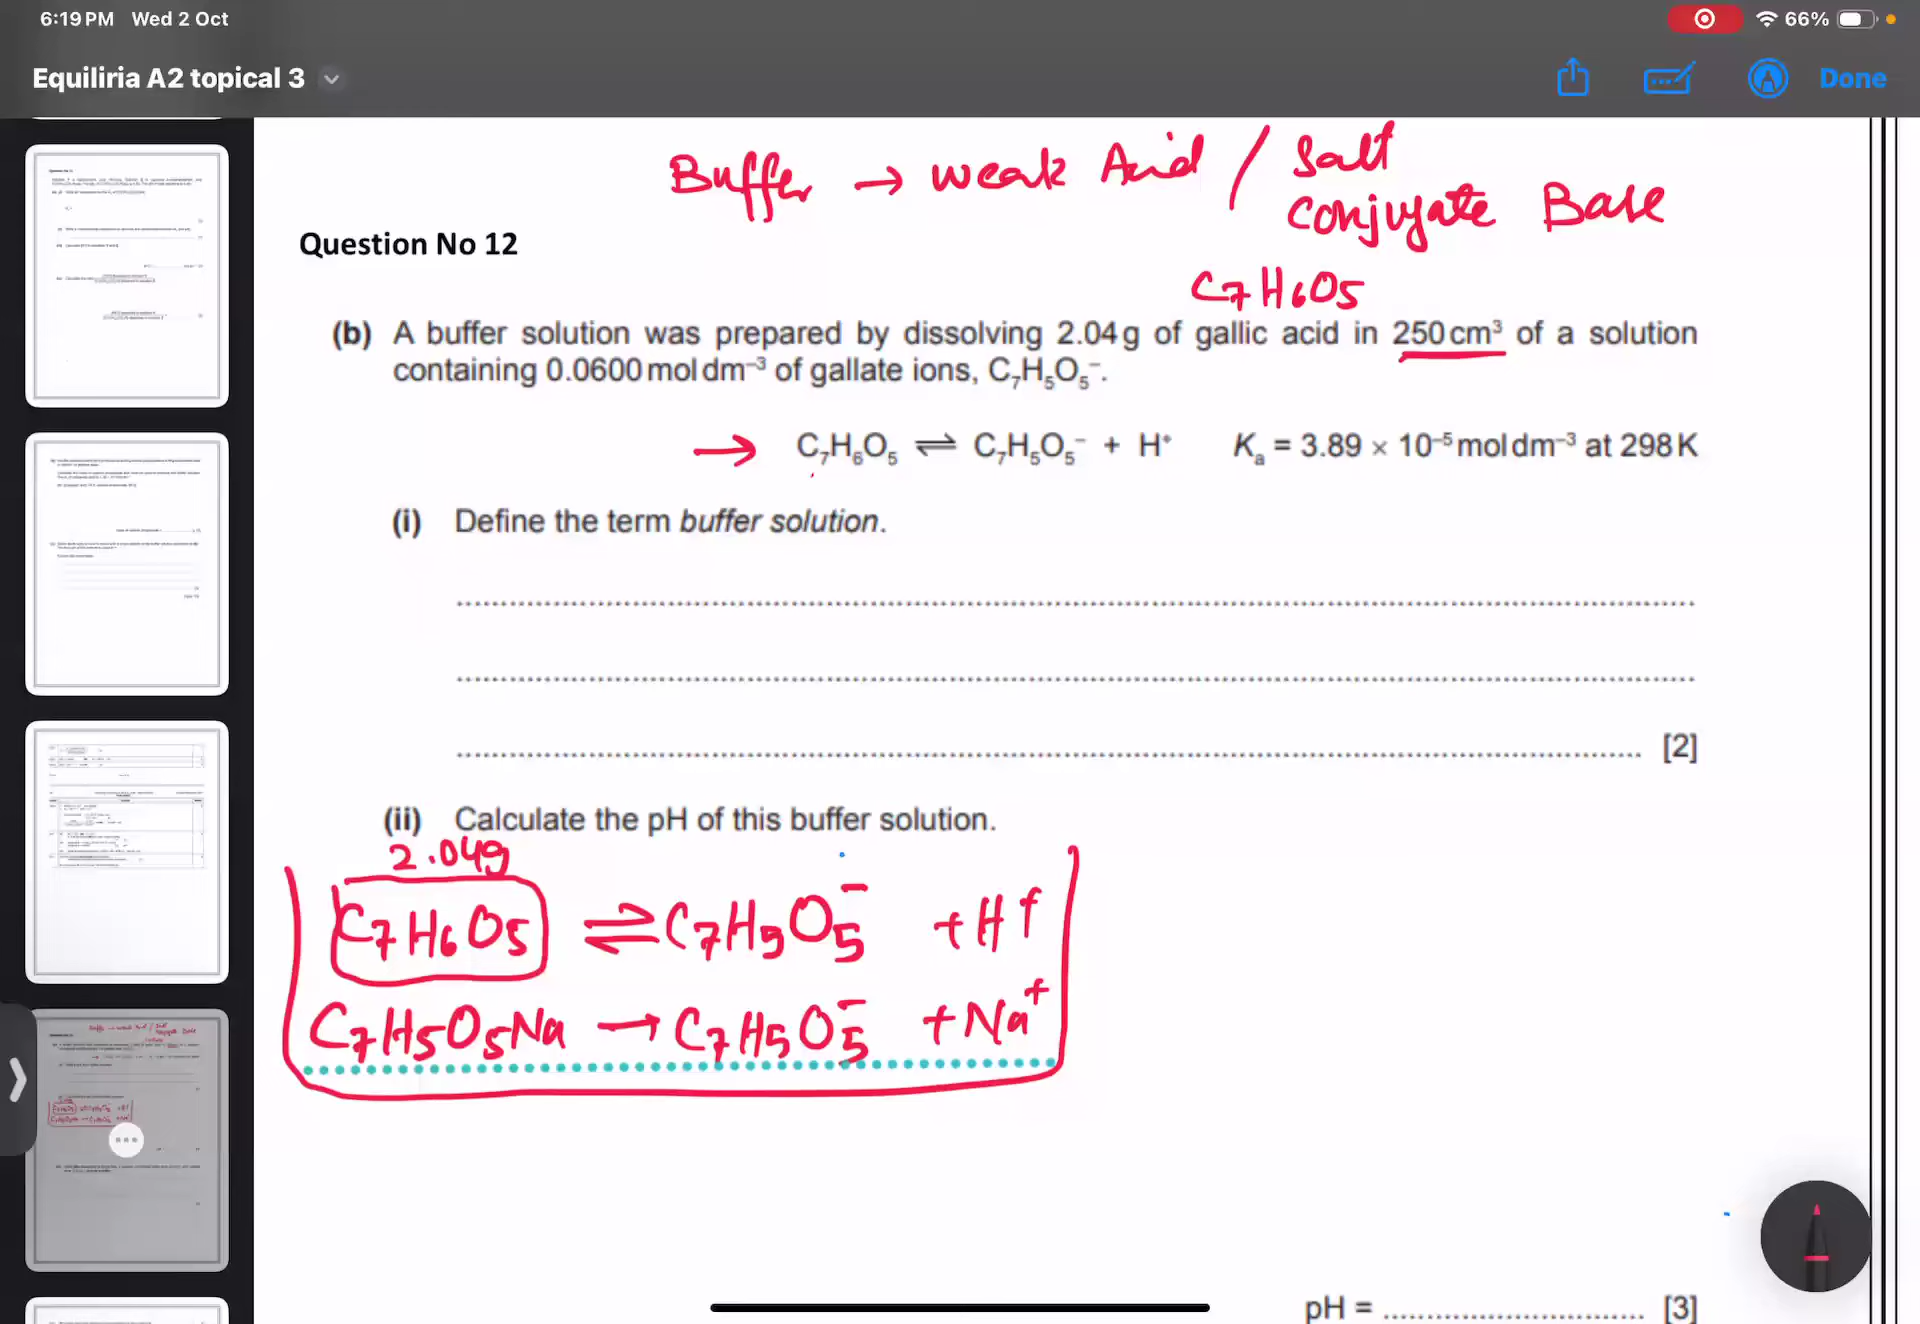 6:19 PM Wed 2 Oct
66%
Equiliria A2 topical 3
Done
Buffer → weak Acid / Salt
conjugate Base
Question No 12
C₇H₆O₅
(b) A buffer solution was prepared by dissolving 2.04 g of gallic acid in 250 cm³ of a solution
containing 0.0600 mol dm⁻³ of gallate ions, C₇H₅O₅⁻.
→ C₇H₆O₅ ⇌ C₇H₅O₅⁻ + H⁺ Kₐ = 3.89 × 10⁻⁵ mol dm⁻³ at 298 K
(i) Define the term buffer solution.
[2]
(ii) Calculate the pH of this buffer solution.
2.04g
C₇H₆O₅ ⇌ C₇H₅O₅⁻ + H⁺
C₇H₅O₅Na → C₇H₅O₅⁻ + Na⁺
pH = .............................. [3]